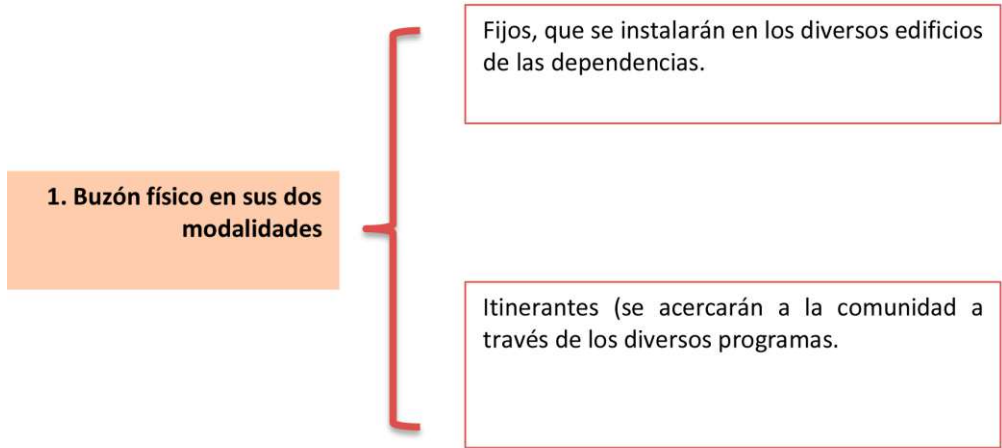 Fijos, que se instalarán en los diversos edificios
de las dependencias.
1. Buzón físico en sus dos
modalidades
Itinerantes (se acercarán a la comunidad a
través de los diversos programas.